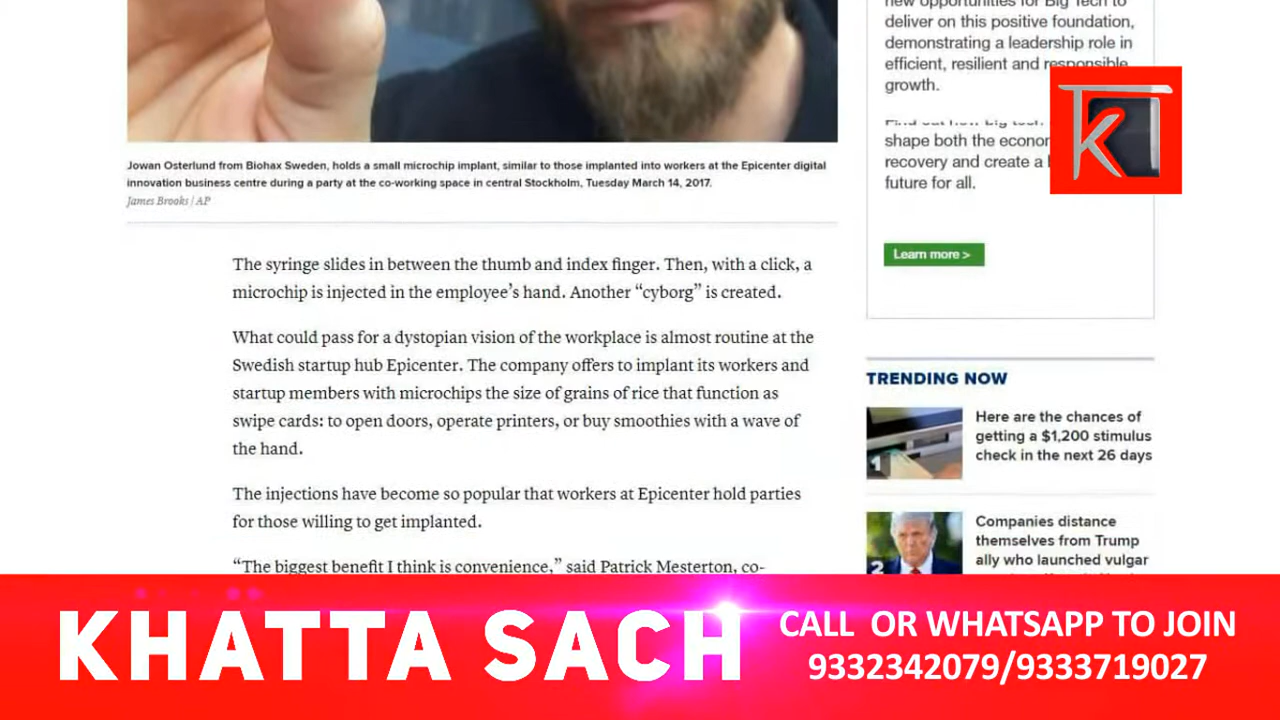 new opportunities for Big Tech to
deliver on this positive foundation,
demonstrating a leadership role in
efficient, resilient and responsible
growth.
shape both the
recovery and create a
future for all.
Learn more >
Jowan Osterlund from Biohax Sweden, holds a small microchip implant, similar to those implanted into workers at the Epicenter digital
innovation business centre during a party at the co-working space in central Stockholm, Tuesday March 14, 2017.
James Brooks | AP
The syringe slides in between the thumb and index finger. Then, with a click, a
microchip is injected in the employee’s hand. Another “cyborg” is created.
What could pass for a dystopian vision of the workplace is almost routine at the
Swedish startup hub Epicenter. The company offers to implant its workers and
startup members with microchips the size of grains of rice that function as
swipe cards: to open doors, operate printers, or buy smoothies with a wave of
the hand.
The injections have become so popular that workers at Epicenter hold parties
for those willing to get implanted.
“The biggest benefit I think is convenience,” said Patrick Mesterton, co-
TRENDING NOW
1
Here are the chances of
getting a $1,200 stimulus
check in the next 26 days
2
Companies distance
themselves from Trump
ally who launched vulgar
KHATTA SACH
CALL OR WHATSAPP TO JOIN
9332342079/9333719027